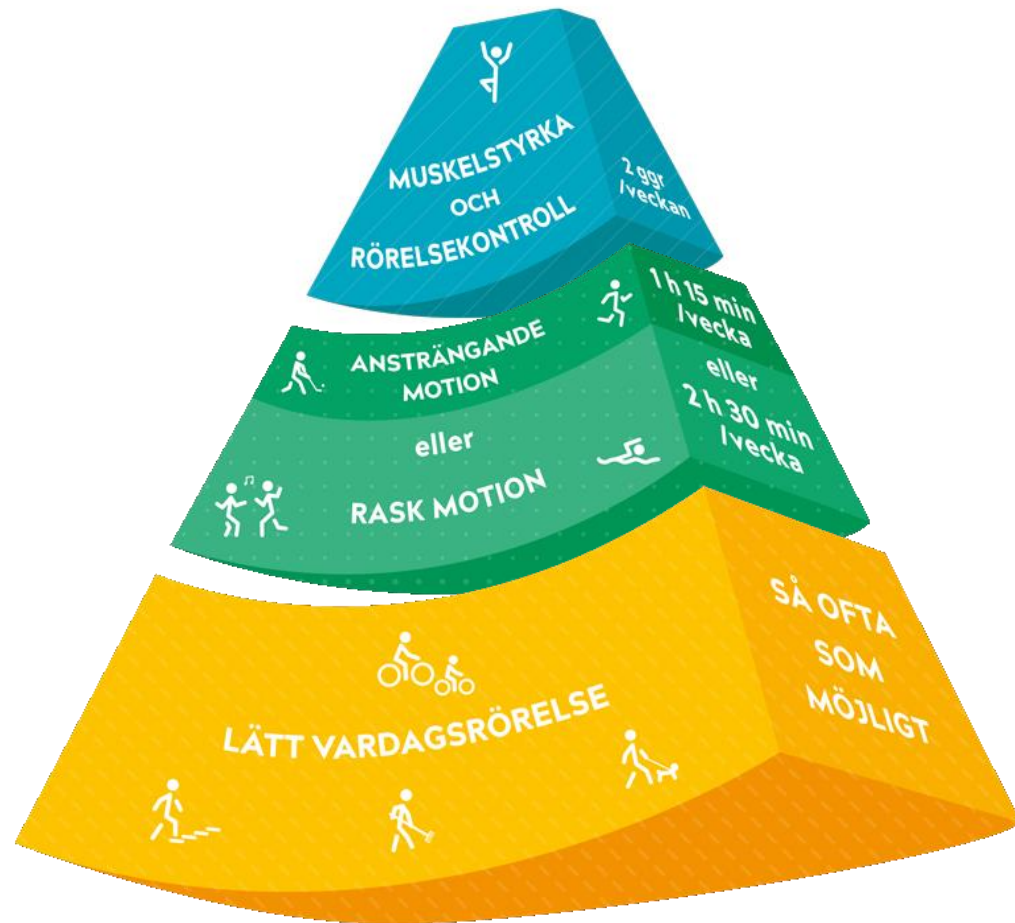 MUSKELSTYRKA
OCH
RÖRELSEKONTROLL
2 ggr
/veckan
ANSTRÄNGANDE
MOTION
1 h 15 min
/vecka
eller
RASK MOTION
eller
2 h 30 min
/vecka
LÄTT VARDAGSRÖRELSE
SÅ OFTA
SOM
MÖJLIGT